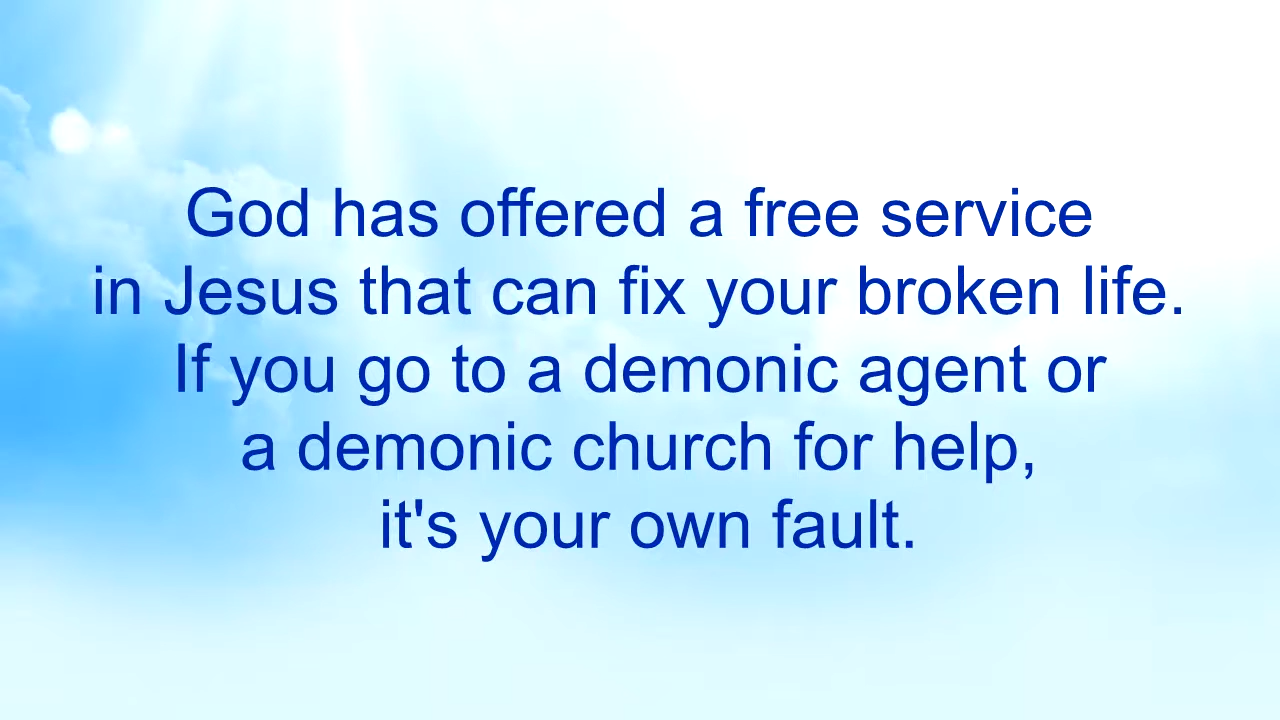 God has offered a free service
in Jesus that can fix your broken life.
If you go to a demonic agent or
a demonic church for help,
it's your own fault.